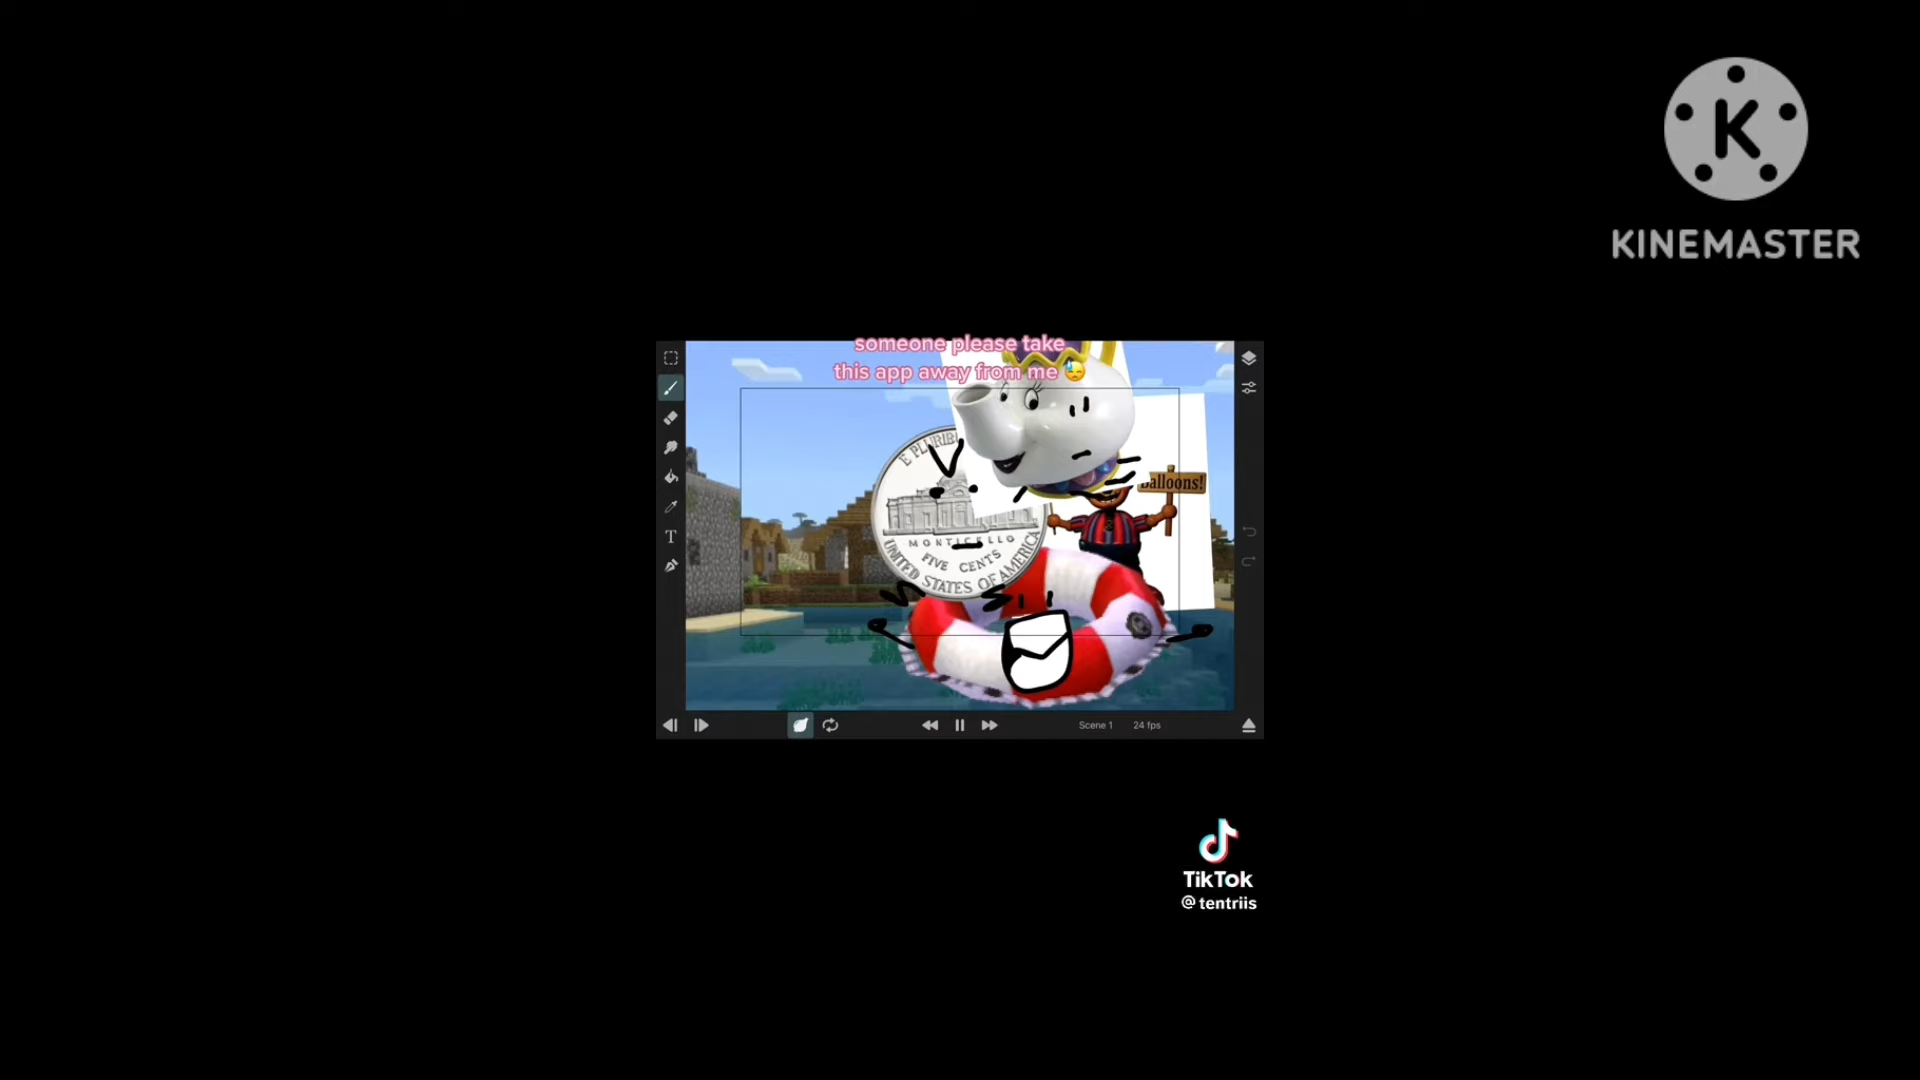 K
KINEMASTER
someone please take
this app away from me 😓
E PLURIB
Balloons!
MONTICELLO
FIVE CENTS
UNITED STATES OF AMERICA
T
Scene 1
24 fps
TikTok
@tentriis